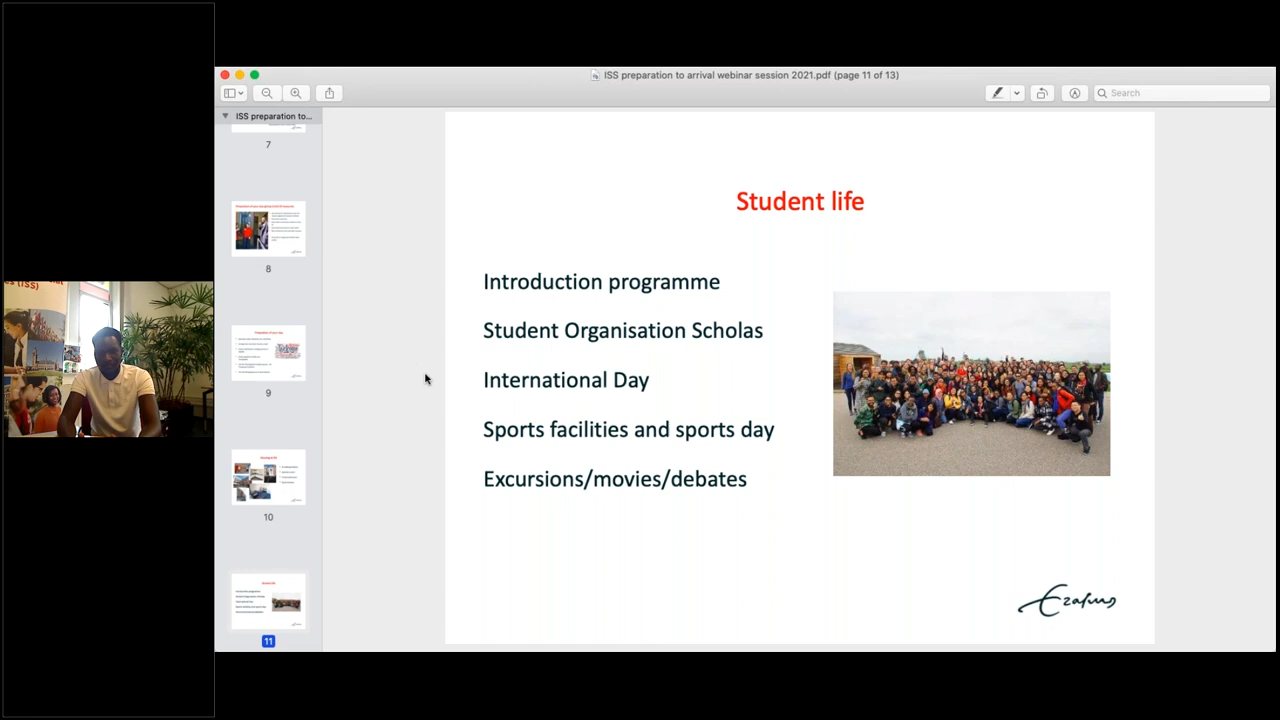 ISS preparation to arrival webinar session 2021.pdf (page 11 of 13)
Search
ISS preparation to...
7
8
9
10
11
Student life
Introduction programme
Student Organisation Scholas
International Day
Sports facilities and sports day
Excursions/movies/debates
Erasmus
(ISS)